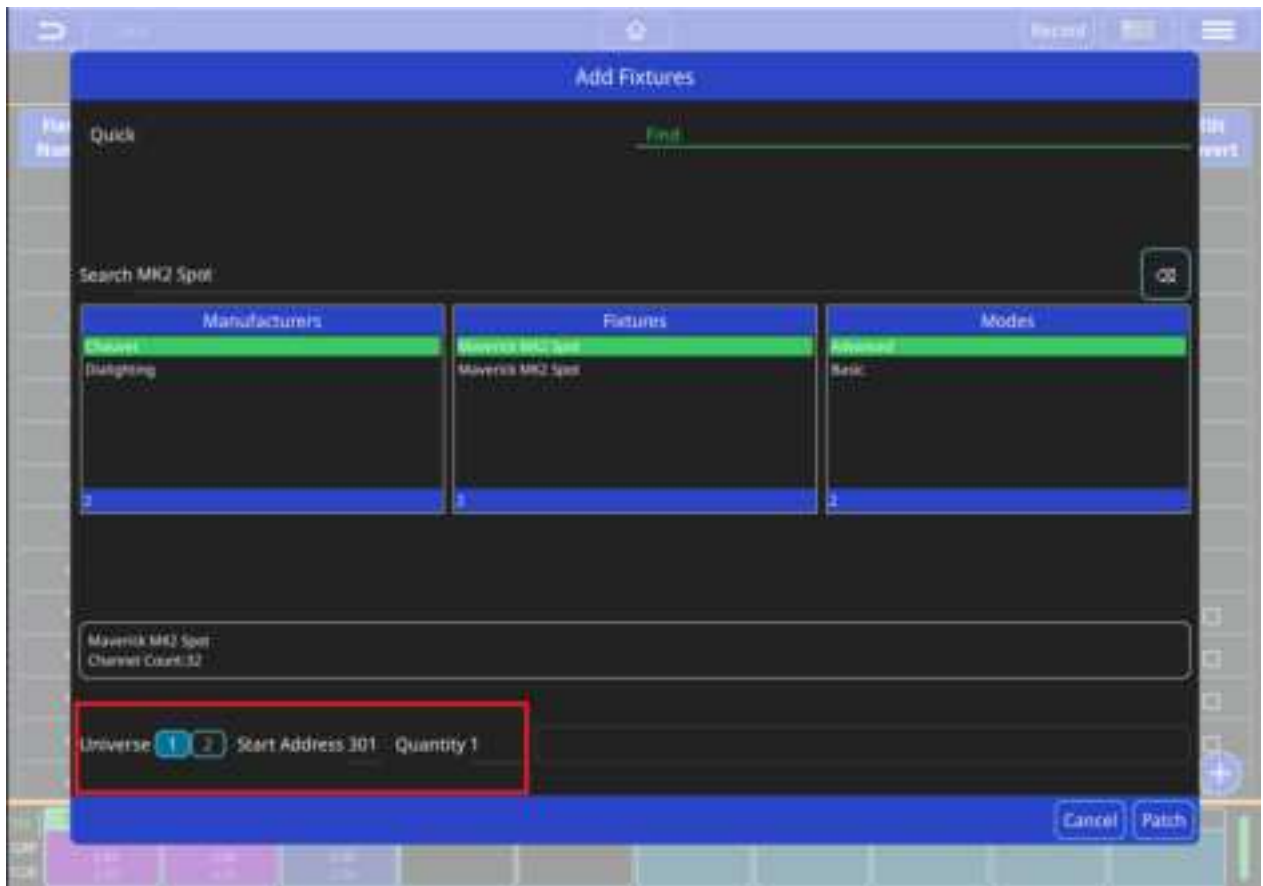 Record
Add Fixtures
Quick
Find
Search MK2 Spot
Manufacturers
Fixtures
Modes
Chauvet
Maverick MK2 Spot
Advanced
Maverick MK2 Spot
Basic
2
2
Maverick MK2 Spot
Channel Count:32
Universe 1 2 Start Address 301 Quantity 1
Cancel Patch